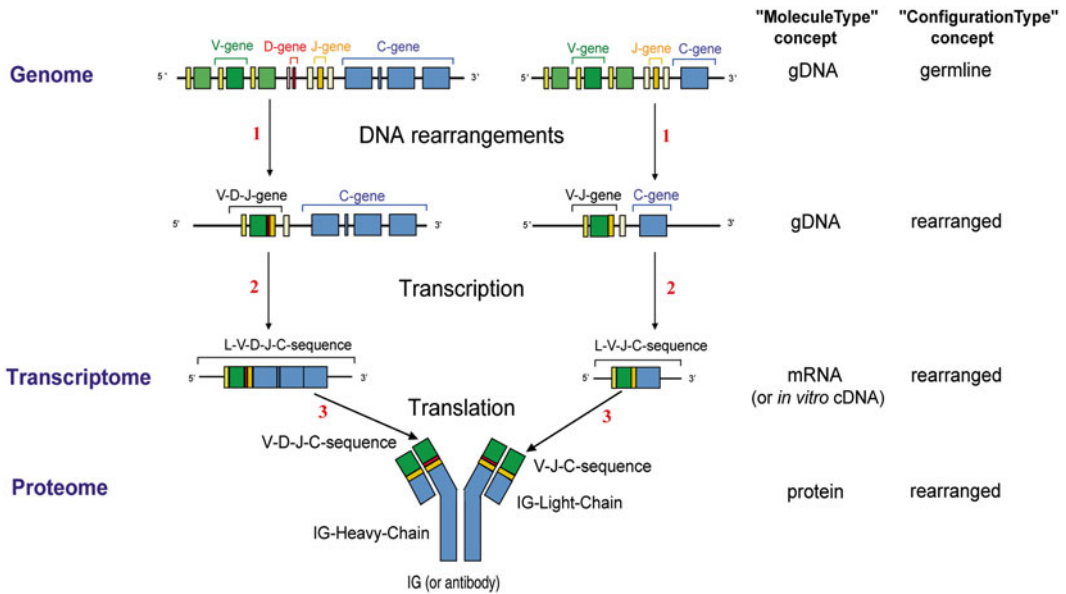 "MoleculeType" "ConfigurationType"
concept concept
V-gene D-gene J-gene C-gene V-gene J-gene C-gene
Genome 5' 3' 5' 3' gDNA germline
1 DNA rearrangements 1
V-D-J-gene C-gene V-J-gene C-gene
5' 3' 5' 3' gDNA rearranged
2 Transcription 2
L-V-D-J-C-sequence L-V-J-C-sequence
Transcriptome 5' 3' 5' 3' mRNA rearranged
(or in vitro cDNA)
3 Translation 3
V-D-J-C-sequence V-J-C-sequence
Proteome protein rearranged
IG-Light-Chain
IG-Heavy-Chain
IG (or antibody)